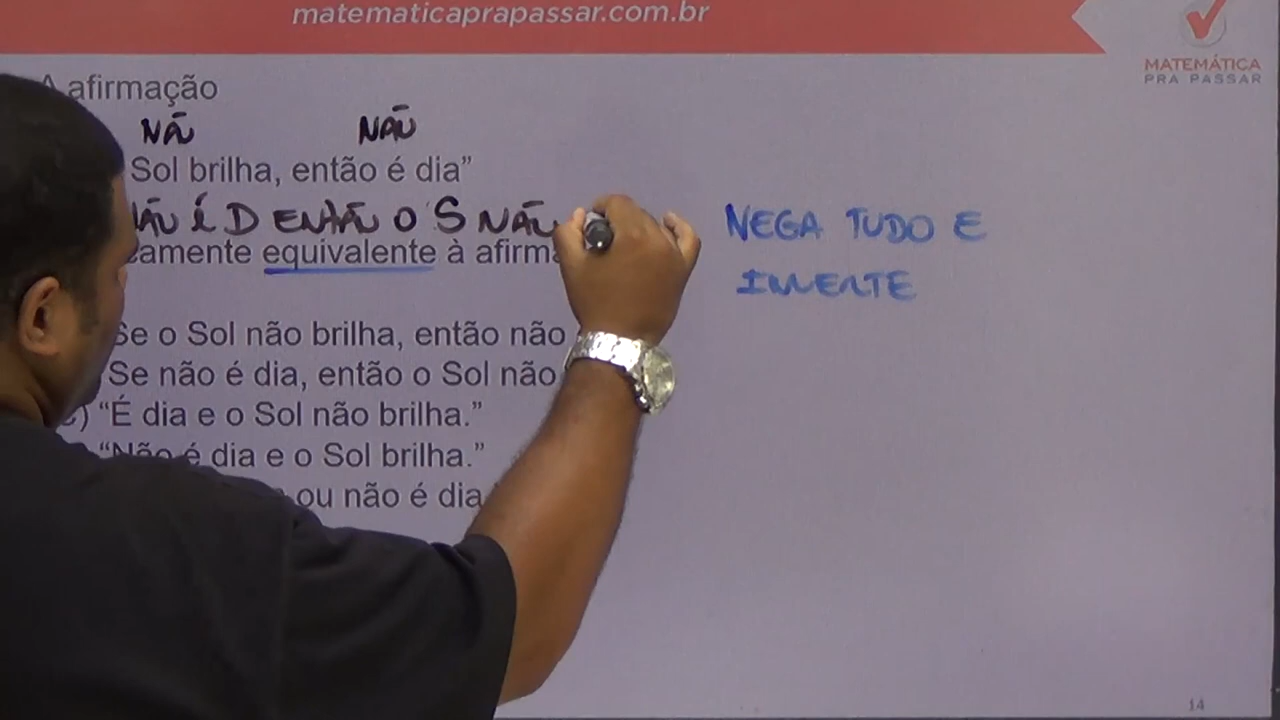 matematicaprapassar.com.br
MATEMÁTICA
PRA PASSAR
A afirmação
NÃO NÃO
Sol brilha, então é dia”
NÃO É D ENTÃO O S NÃO
equivalente à
NEGA TUDO E
INVERTE
Se o Sol não brilha, então não
Se não é dia, então o Sol não
c) “É dia e o Sol não brilha.”
“Não é dia e o Sol brilha.”
ou não é dia
14